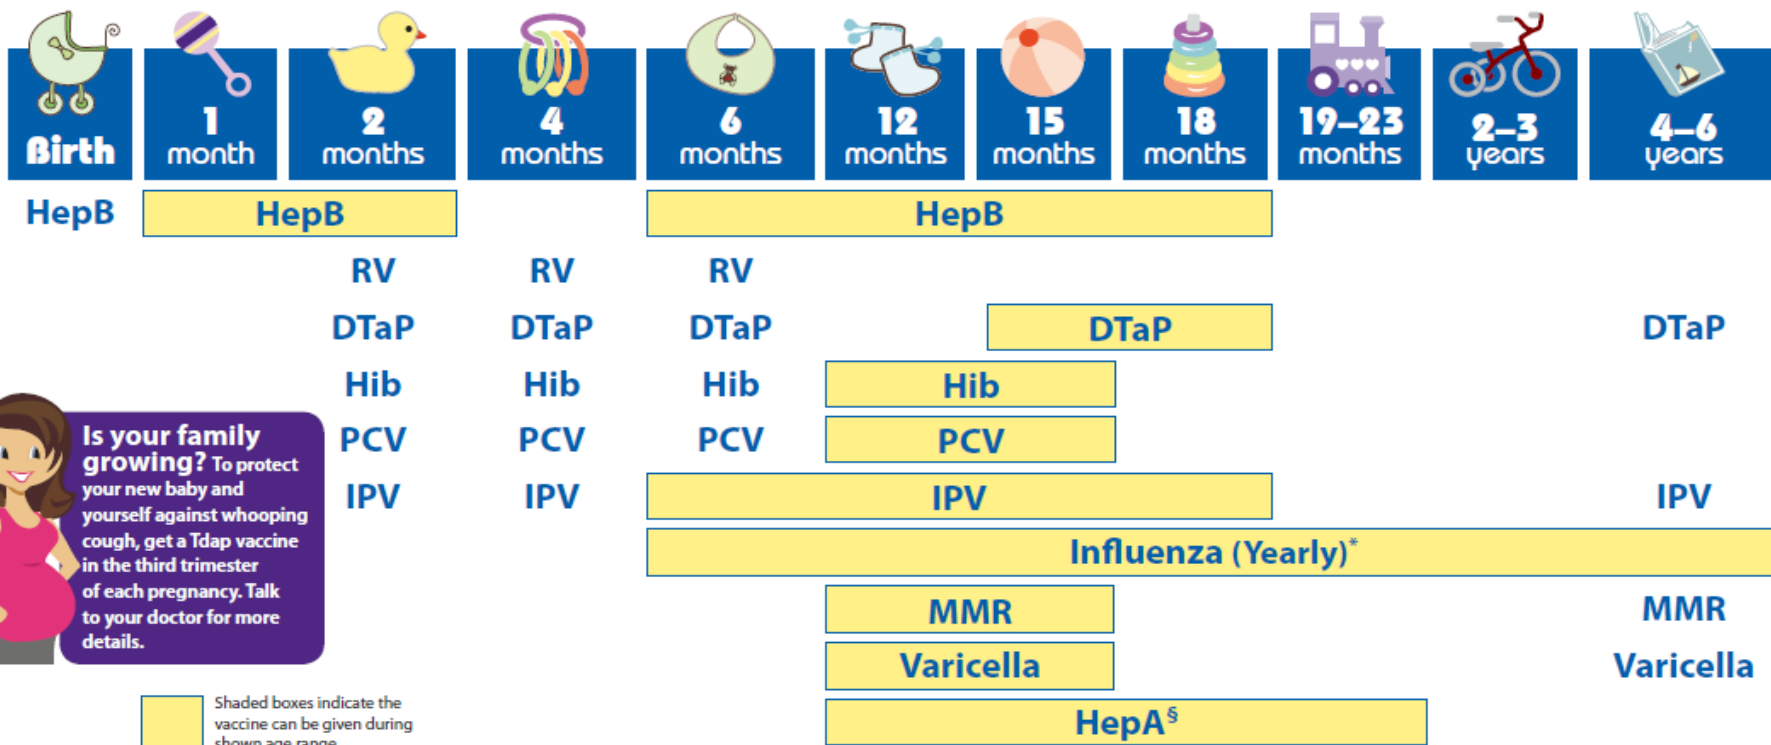 Birth
1
month
2
months
4
months
6
months
12
months
15
months
18
months
19–23
months
2–3
years
4–6
years
HepB HepB HepB
RV RV RV
DTaP DTaP DTaP DTaP DTaP
Hib Hib Hib Hib
PCV PCV PCV PCV
IPV IPV IPV IPV
Influenza (Yearly)*
MMR MMR
Varicella Varicella
HepA§
Is your family
growing? To protect
your new baby and
yourself against whooping
cough, get a Tdap vaccine
in the third trimester
of each pregnancy. Talk
to your doctor for more
details.
Shaded boxes indicate the
vaccine can be given during
shown age range